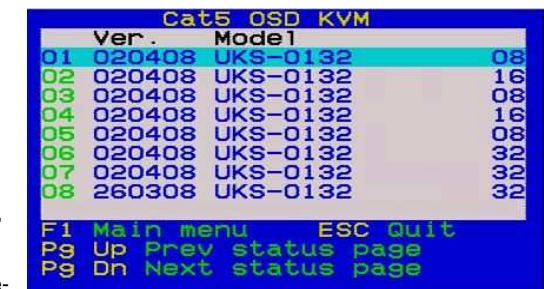 Cat5 OSD KVM
Ver. Model
01 020408 UKS-0132 08
02 020408 UKS-0132 16
03 020408 UKS-0132 08
04 020408 UKS-0132 16
05 020408 UKS-0132 08
06 020408 UKS-0132 32
07 020408 UKS-0132 32
08 260308 UKS-0132 32
F1 Main menu ESC Quit
Pg Up Prev status page
Pg Dn Next status page